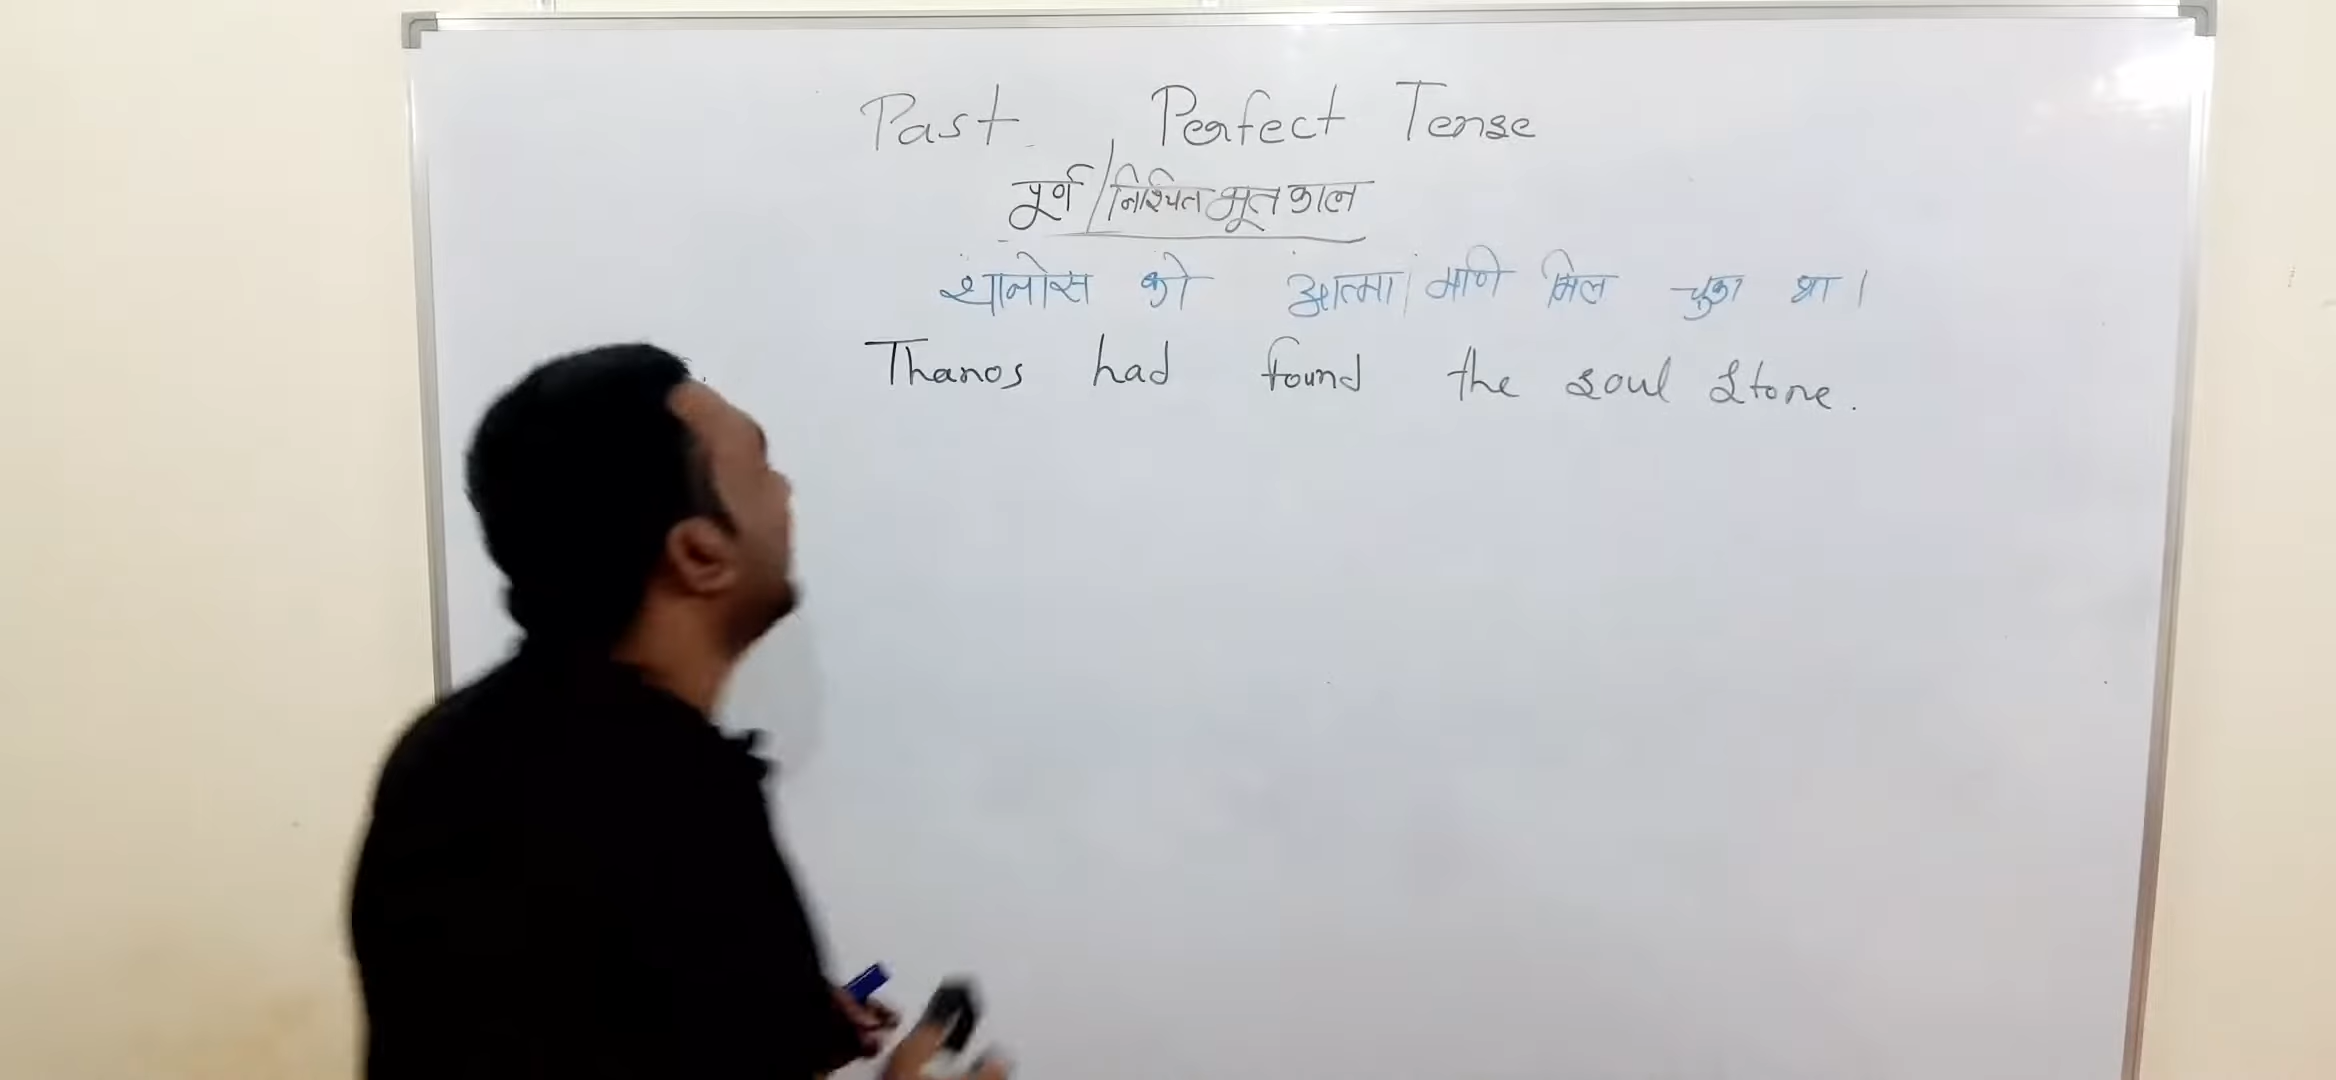 Past Perfect Tense
पूर्ण/निश्चित भूतकाल
थानोस को आत्मा मणि मिल चुका था।
Thanos had found the soul Stone.